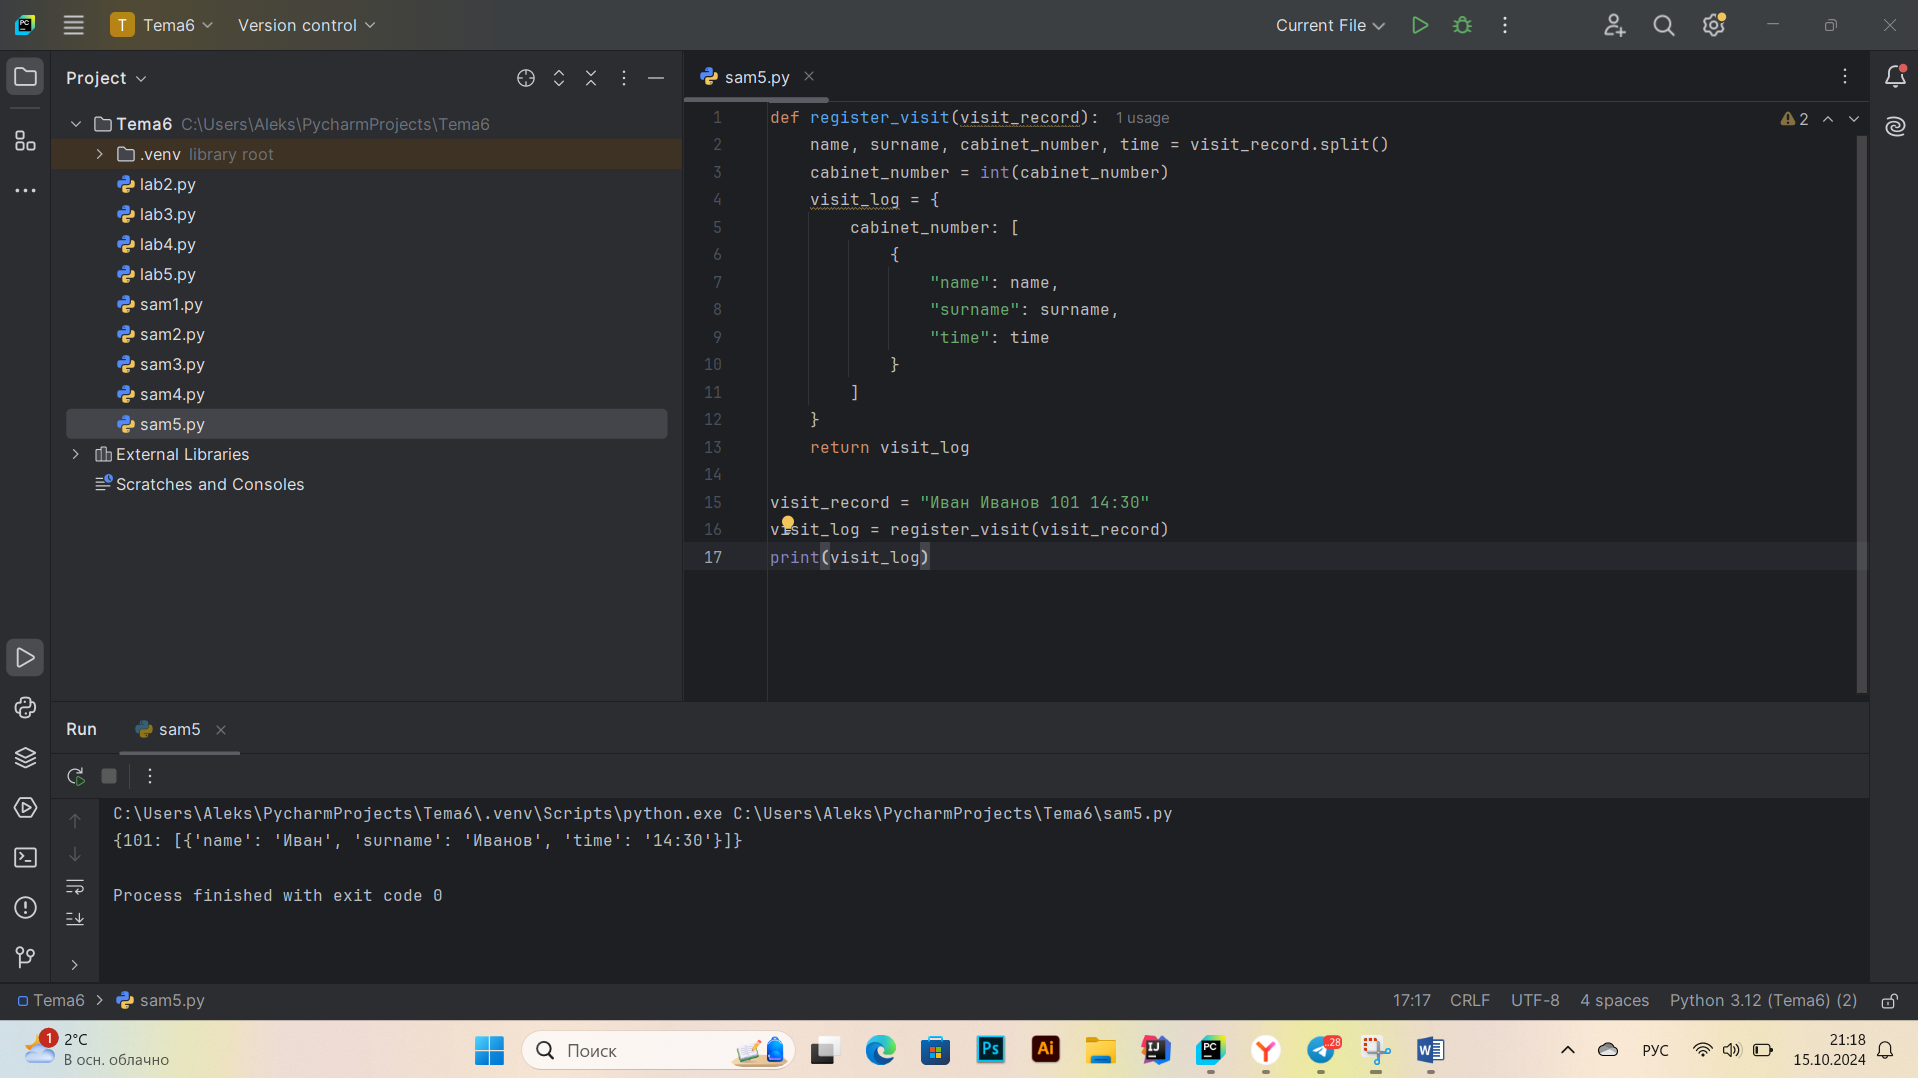 PC
T Tema6 Version control Current File
Project
sam5.py
Tema6 C:\Users\Aleks\PycharmProjects\Tema6
.venv library root
lab2.py
lab3.py
lab4.py
lab5.py
sam1.py
sam2.py
sam3.py
sam4.py
sam5.py
External Libraries
Scratches and Consoles
2
1 def register_visit(visit_record): 1 usage
2 name, surname, cabinet_number, time = visit_record.split()
3 cabinet_number = int(cabinet_number)
4 visit_log = {
5 cabinet_number: [
6 {
7 "name": name,
8 "surname": surname,
9 "time": time
10 }
11 ]
12 }
13 return visit_log
14
15 visit_record = "Иван Иванов 101 14:30"
16 visit_log = register_visit(visit_record)
17 print(visit_log)
Run sam5
C:\Users\Aleks\PycharmProjects\Tema6\.venv\Scripts\python.exe C:\Users\Aleks\PycharmProjects\Tema6\sam5.py
{101: [{'name': 'Иван', 'surname': 'Иванов', 'time': '14:30'}]}
Process finished with exit code 0
Tema6 sam5.py 17:17 CRLF UTF-8 4 spaces Python 3.12 (Tema6) (2)
1
2°C
В осн. облачно
Поиск
Ps
Ai
IJ
PC
Y
..28
W
РУС
21:18
15.10.2024